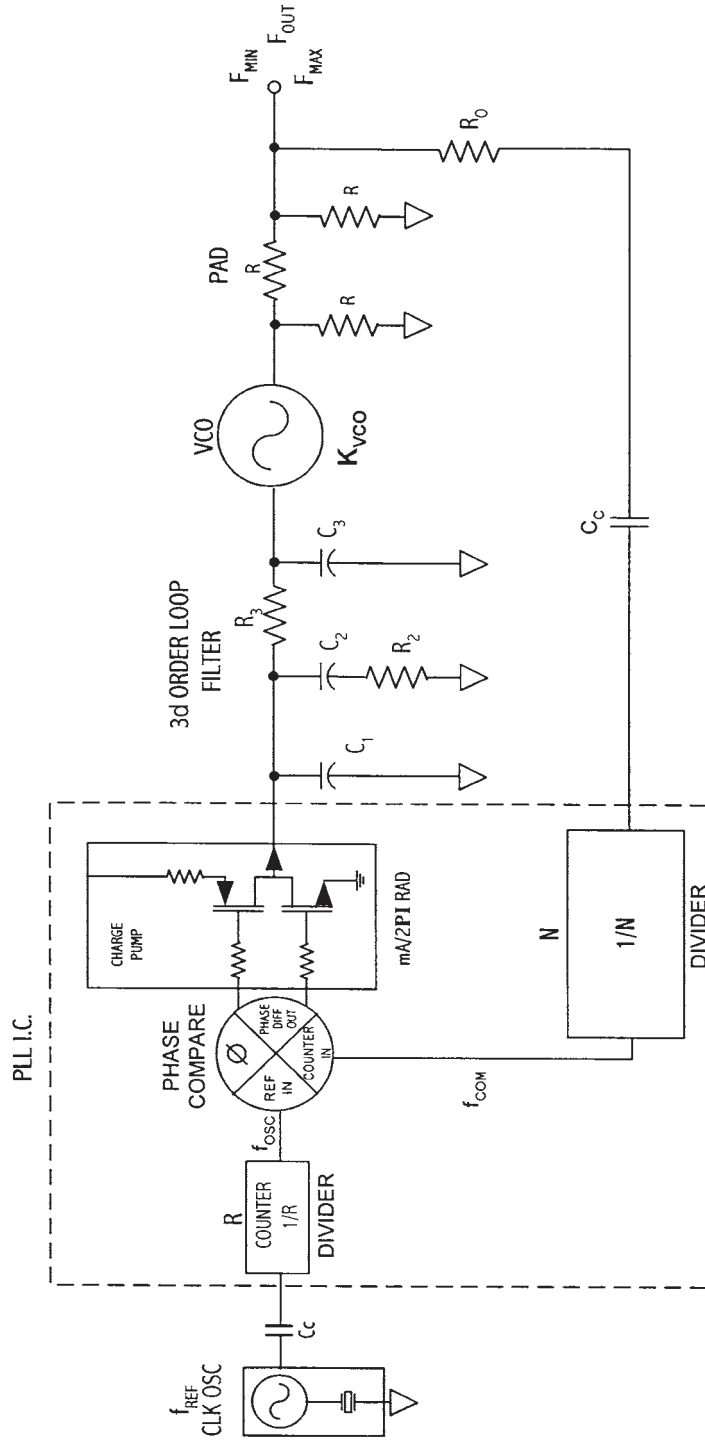 PLL I.C.
f_REF
CLK OSC
Cc
R
COUNTER
1/R
DIVIDER
f_OSC
PHASE
COMPARE
Ø
REF
IN
PHASE
DIFF
OUT
COUNTER
IN
f_COM
CHARGE
PUMP
mA/2PI RAD
N
1/N
DIVIDER
3d ORDER LOOP
FILTER
C_1
C_2
R_2
R_3
C_3
VCO
K_VCO
PAD
R
R
R
F_MIN
F_OUT
F_MAX
R_O
C_C